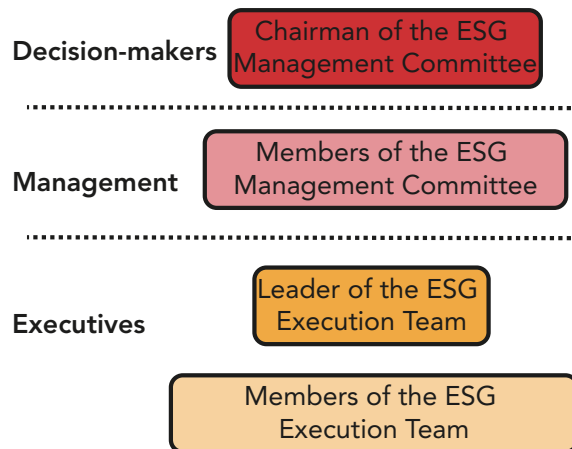 Decision-makers
Chairman of the ESG
Management Committee
Management
Members of the ESG
Management Committee
Executives
Leader of the ESG
Execution Team
Members of the ESG
Execution Team